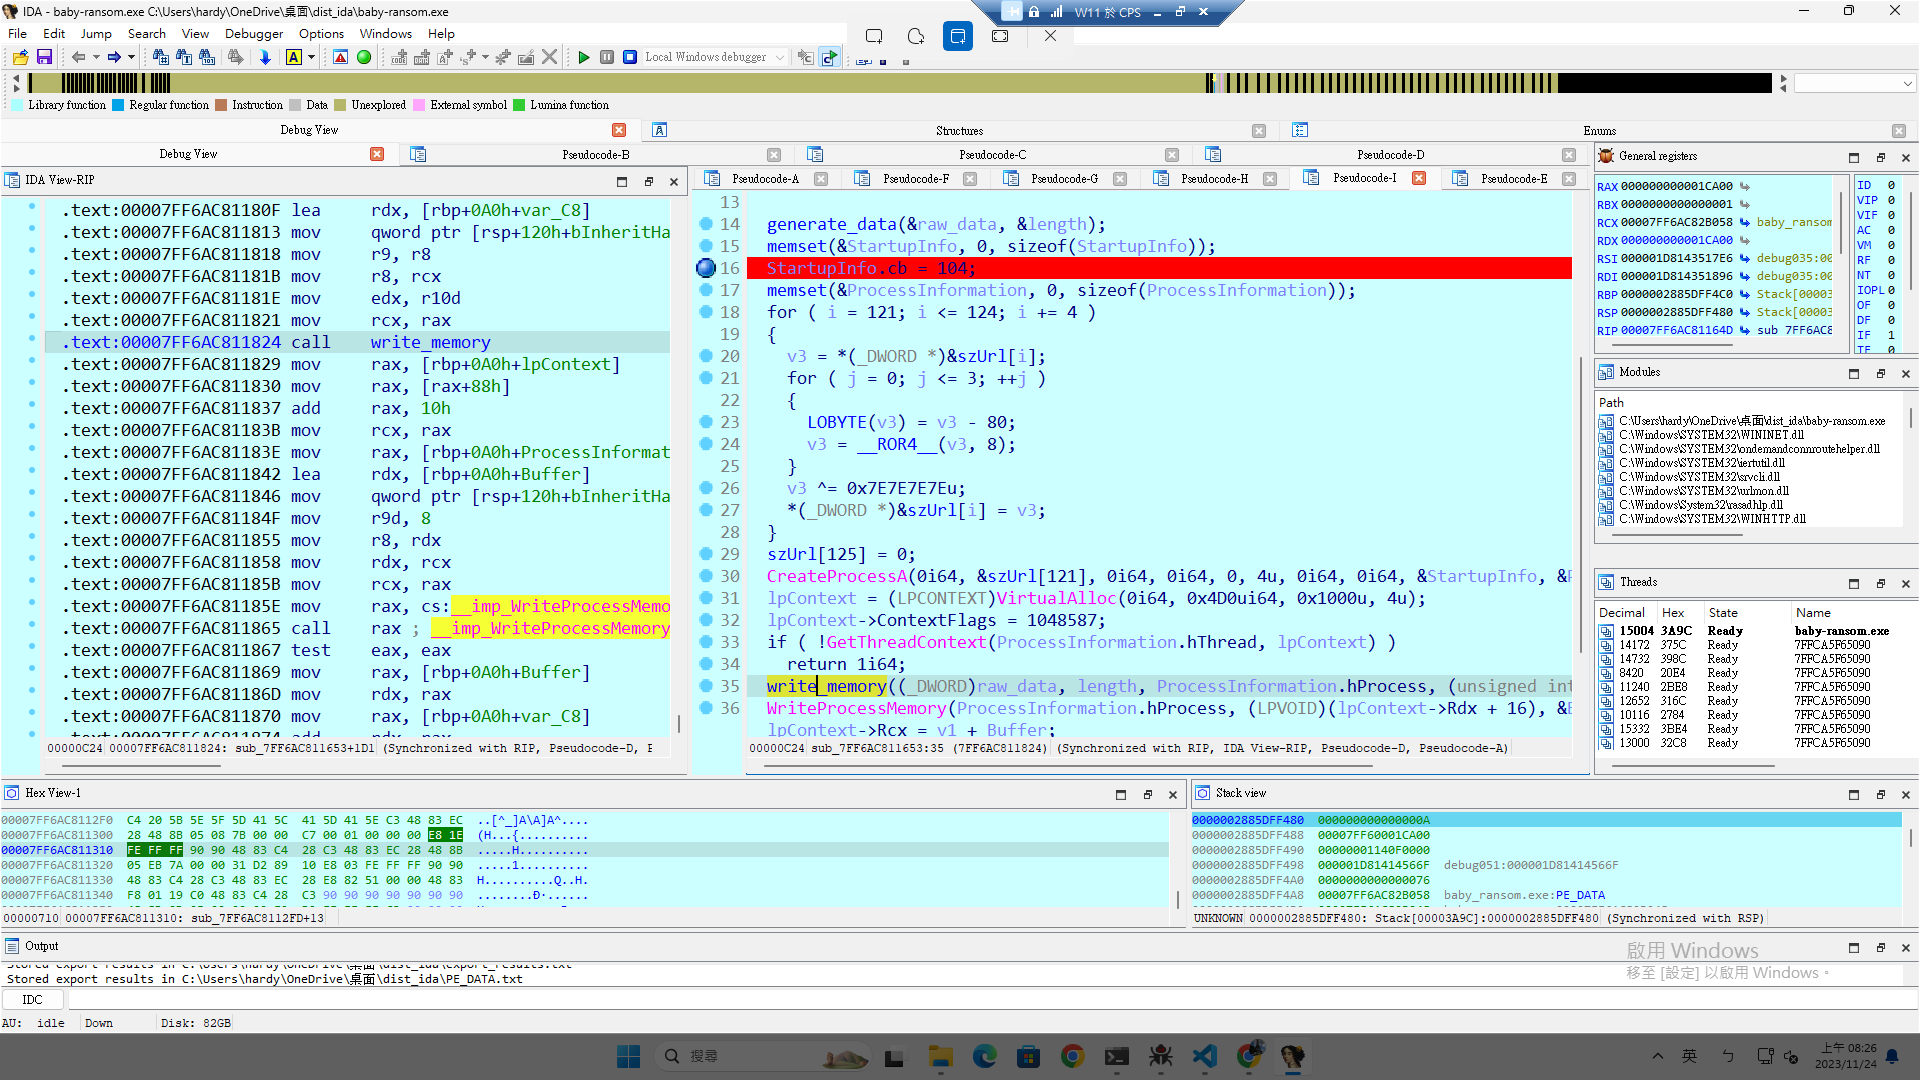 IDA - baby-ransom.exe C:\Users\hardy\OneDrive\桌面\dist_ida\baby-ransom.exe
W11 於 CPS
File Edit Jump Search View Debugger Options Windows Help
Local Windows debugger
Library function Regular function Instruction Data Unexplored External symbol Lumina function
Debug View Structures Enums
Debug View Pseudocode-B Pseudocode-C Pseudocode-D
IDA View-RIP
.text:00007FF6AC81180F lea rdx, [rbp+0A0h+var_C8]
.text:00007FF6AC811813 mov qword ptr [rsp+120h+bInheritHa
.text:00007FF6AC811818 mov r9, r8
.text:00007FF6AC81181B mov r8, rcx
.text:00007FF6AC81181E mov edx, r10d
.text:00007FF6AC811821 mov rcx, rax
.text:00007FF6AC811824 call write_memory
.text:00007FF6AC811829 mov rax, [rbp+0A0h+lpContext]
.text:00007FF6AC811830 mov rax, [rax+88h]
.text:00007FF6AC811837 add rax, 10h
.text:00007FF6AC81183B mov rcx, rax
.text:00007FF6AC81183E mov rax, [rbp+0A0h+ProcessInformat
.text:00007FF6AC811842 lea rdx, [rbp+0A0h+Buffer]
.text:00007FF6AC811846 mov qword ptr [rsp+120h+bInheritHa
.text:00007FF6AC81184F mov r9d, 8
.text:00007FF6AC811855 mov r8, rdx
.text:00007FF6AC811858 mov rdx, rcx
.text:00007FF6AC81185B mov rcx, rax
.text:00007FF6AC81185E mov rax, cs:__imp_WriteProcessMemo
.text:00007FF6AC811865 call rax ; __imp_WriteProcessMemory
.text:00007FF6AC811867 test eax, eax
.text:00007FF6AC811869 mov rax, [rbp+0A0h+Buffer]
.text:00007FF6AC81186D mov rdx, rax
.text:00007FF6AC811870 mov rax, [rbp+0A0h+var_C8]
.text:00007FF6AC811874 add rdx, rax
00000C24 00007FF6AC811824: sub_7FF6AC811653+1D1 (Synchronized with RIP, Pseudocode-D, P
Pseudocode-A Pseudocode-F Pseudocode-G Pseudocode-H Pseudocode-I Pseudocode-E
13
14 generate_data(&raw_data, &length);
15 memset(&StartupInfo, 0, sizeof(StartupInfo));
16 StartupInfo.cb = 104;
17 memset(&ProcessInformation, 0, sizeof(ProcessInformation));
18 for ( i = 121; i <= 124; i += 4 )
19 {
20 v3 = *(_DWORD *)&szUrl[i];
21 for ( j = 0; j <= 3; ++j )
22 {
23 LOBYTE(v3) = v3 - 80;
24 v3 = __ROR4__(v3, 8);
25 }
26 v3 ^= 0x7E7E7E7Eu;
27 *(_DWORD *)&szUrl[i] = v3;
28 }
29 szUrl[125] = 0;
30 CreateProcessA(0i64, &szUrl[121], 0i64, 0i64, 0, 4u, 0i64, 0i64, &StartupInfo, &P
31 lpContext = (LPCONTEXT)VirtualAlloc(0i64, 0x4D0ui64, 0x1000u, 4u);
32 lpContext->ContextFlags = 1048587;
33 if ( !GetThreadContext(ProcessInformation.hThread, lpContext) )
34 return 1i64;
35 write_memory((_DWORD)raw_data, length, ProcessInformation.hProcess, (unsigned int
36 WriteProcessMemory(ProcessInformation.hProcess, (LPVOID)(lpContext->Rdx + 16), &B
lpContext->Rcx = v1 + Buffer;
00000C24 sub_7FF6AC811653:35 (7FF6AC811824) (Synchronized with RIP, IDA View-RIP, Pseudocode-D, Pseudocode-A)
General registers
RAX 000000000001CA00
RBX 0000000000000001
RCX 00007FF6AC82B058 baby_ransom
RDX 000000000001CA00
RSI 000001D8143517E6 debug035:00
RDI 000001D814351896 debug035:00
RBP 0000002885DFF4C0 Stack[00003
RSP 0000002885DFF480 Stack[00003
RIP 00007FF6AC81164D sub_7FF6AC8
ID 0
VIP 0
VIF 0
AC 0
VM 0
RF 0
NT 0
IOPL 0
OF 0
DF 0
IF 1
TF 0
Modules
Path
C:\Users\hardy\OneDrive\桌面\dist_ida\baby-ransom.exe
C:\Windows\SYSTEM32\WININET.dll
C:\Windows\SYSTEM32\ondemandconnroutehelper.dll
C:\Windows\SYSTEM32\iertutil.dll
C:\Windows\SYSTEM32\srvcli.dll
C:\Windows\SYSTEM32\urlmon.dll
C:\Windows\System32\rasadhlp.dll
C:\Windows\SYSTEM32\WINHTTP.dll
Threads
Decimal Hex State Name
15004 3A9C Ready baby-ransom.exe
14172 375C Ready 7FFCA5F65090
14732 398C Ready 7FFCA5F65090
8420 20E4 Ready 7FFCA5F65090
11240 2BE8 Ready 7FFCA5F65090
12652 316C Ready 7FFCA5F65090
10116 2784 Ready 7FFCA5F65090
15332 3BE4 Ready 7FFCA5F65090
13000 32C8 Ready 7FFCA5F65090
Hex View-1
00007FF6AC8112F0 C4 20 5B 5E 5F 5D 41 5C 41 5D 41 5E C3 48 83 EC ..[^_]A\A]A^....
00007FF6AC811300 28 48 8B 05 08 7B 00 00 C7 00 01 00 00 00 E8 1E (H...{..........
00007FF6AC811310 FE FF FF 90 90 48 83 C4 28 C3 48 83 EC 28 48 8B .....H..........
00007FF6AC811320 05 EB 7A 00 00 31 D2 89 10 E8 03 FE FF FF 90 90 .....1..........
00007FF6AC811330 48 83 C4 28 C3 48 83 EC 28 E8 82 51 00 00 48 83 H..........Q..H.
00007FF6AC811340 F8 01 19 C0 48 83 C4 28 C3 90 90 90 90 90 90 90
00000710 00007FF6AC811310: sub_7FF6AC8112FD+13
Stack view
0000002885DFF480 000000000000000A
0000002885DFF488 00007FF60001CA00
0000002885DFF490 00000001140F0000
0000002885DFF498 000001D81414566F debug051:000001D81414566F
0000002885DFF4A0 0000000000000076
0000002885DFF4A8 00007FF6AC82B058 baby_ransom.exe:PE_DATA
UNKNOWN 0000002885DFF480: Stack[00003A9C]:0000002885DFF480 (Synchronized with RSP)
Output
Stored export results in C:\Users\hardy\OneDrive\桌面\dist_ida\export_results.txt
Stored export results in C:\Users\hardy\OneDrive\桌面\dist_ida\PE_DATA.txt
啟用 Windows
移至 [設定] 以啟用 Windows。
IDC
AU: idle Down Disk: 82GB
搜尋
英
ㄅ
上午 08:26
2023/11/24